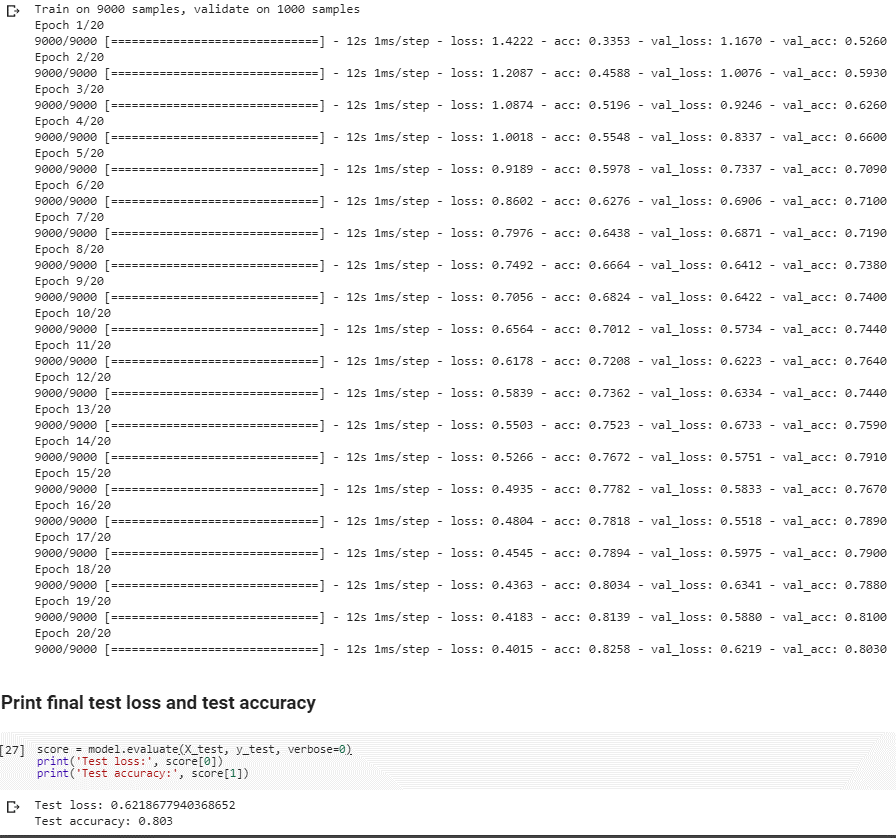 Train on 9000 samples, validate on 1000 samples
Epoch 1/20
9000/9000 [==============================] - 12s 1ms/step - loss: 1.4222 - acc: 0.3353 - val_loss: 1.1670 - val_acc: 0.5260
Epoch 2/20
9000/9000 [==============================] - 12s 1ms/step - loss: 1.2087 - acc: 0.4588 - val_loss: 1.0076 - val_acc: 0.5930
Epoch 3/20
9000/9000 [==============================] - 12s 1ms/step - loss: 1.0874 - acc: 0.5196 - val_loss: 0.9246 - val_acc: 0.6260
Epoch 4/20
9000/9000 [==============================] - 12s 1ms/step - loss: 1.0018 - acc: 0.5548 - val_loss: 0.8337 - val_acc: 0.6600
Epoch 5/20
9000/9000 [==============================] - 12s 1ms/step - loss: 0.9189 - acc: 0.5978 - val_loss: 0.7337 - val_acc: 0.7090
Epoch 6/20
9000/9000 [==============================] - 12s 1ms/step - loss: 0.8602 - acc: 0.6276 - val_loss: 0.6906 - val_acc: 0.7100
Epoch 7/20
9000/9000 [==============================] - 12s 1ms/step - loss: 0.7976 - acc: 0.6438 - val_loss: 0.6871 - val_acc: 0.7190
Epoch 8/20
9000/9000 [==============================] - 12s 1ms/step - loss: 0.7492 - acc: 0.6664 - val_loss: 0.6412 - val_acc: 0.7380
Epoch 9/20
9000/9000 [==============================] - 12s 1ms/step - loss: 0.7056 - acc: 0.6824 - val_loss: 0.6422 - val_acc: 0.7400
Epoch 10/20
9000/9000 [==============================] - 12s 1ms/step - loss: 0.6564 - acc: 0.7012 - val_loss: 0.5734 - val_acc: 0.7440
Epoch 11/20
9000/9000 [==============================] - 12s 1ms/step - loss: 0.6178 - acc: 0.7208 - val_loss: 0.6223 - val_acc: 0.7640
Epoch 12/20
9000/9000 [==============================] - 12s 1ms/step - loss: 0.5839 - acc: 0.7362 - val_loss: 0.6334 - val_acc: 0.7440
Epoch 13/20
9000/9000 [==============================] - 12s 1ms/step - loss: 0.5503 - acc: 0.7523 - val_loss: 0.6733 - val_acc: 0.7590
Epoch 14/20
9000/9000 [==============================] - 12s 1ms/step - loss: 0.5266 - acc: 0.7672 - val_loss: 0.5751 - val_acc: 0.7910
Epoch 15/20
9000/9000 [==============================] - 12s 1ms/step - loss: 0.4935 - acc: 0.7782 - val_loss: 0.5833 - val_acc: 0.7670
Epoch 16/20
9000/9000 [==============================] - 12s 1ms/step - loss: 0.4804 - acc: 0.7818 - val_loss: 0.5518 - val_acc: 0.7890
Epoch 17/20
9000/9000 [==============================] - 12s 1ms/step - loss: 0.4545 - acc: 0.7894 - val_loss: 0.5975 - val_acc: 0.7900
Epoch 18/20
9000/9000 [==============================] - 12s 1ms/step - loss: 0.4363 - acc: 0.8034 - val_loss: 0.6341 - val_acc: 0.7880
Epoch 19/20
9000/9000 [==============================] - 12s 1ms/step - loss: 0.4183 - acc: 0.8139 - val_loss: 0.5880 - val_acc: 0.8100
Epoch 20/20
9000/9000 [==============================] - 12s 1ms/step - loss: 0.4015 - acc: 0.8258 - val_loss: 0.6219 - val_acc: 0.8030
Print final test loss and test accuracy
[27] score = model.evaluate(X_test, y_test, verbose=0)
print('Test loss:', score[0])
print('Test accuracy:', score[1])
Test loss: 0.6218677940368652
Test accuracy: 0.803